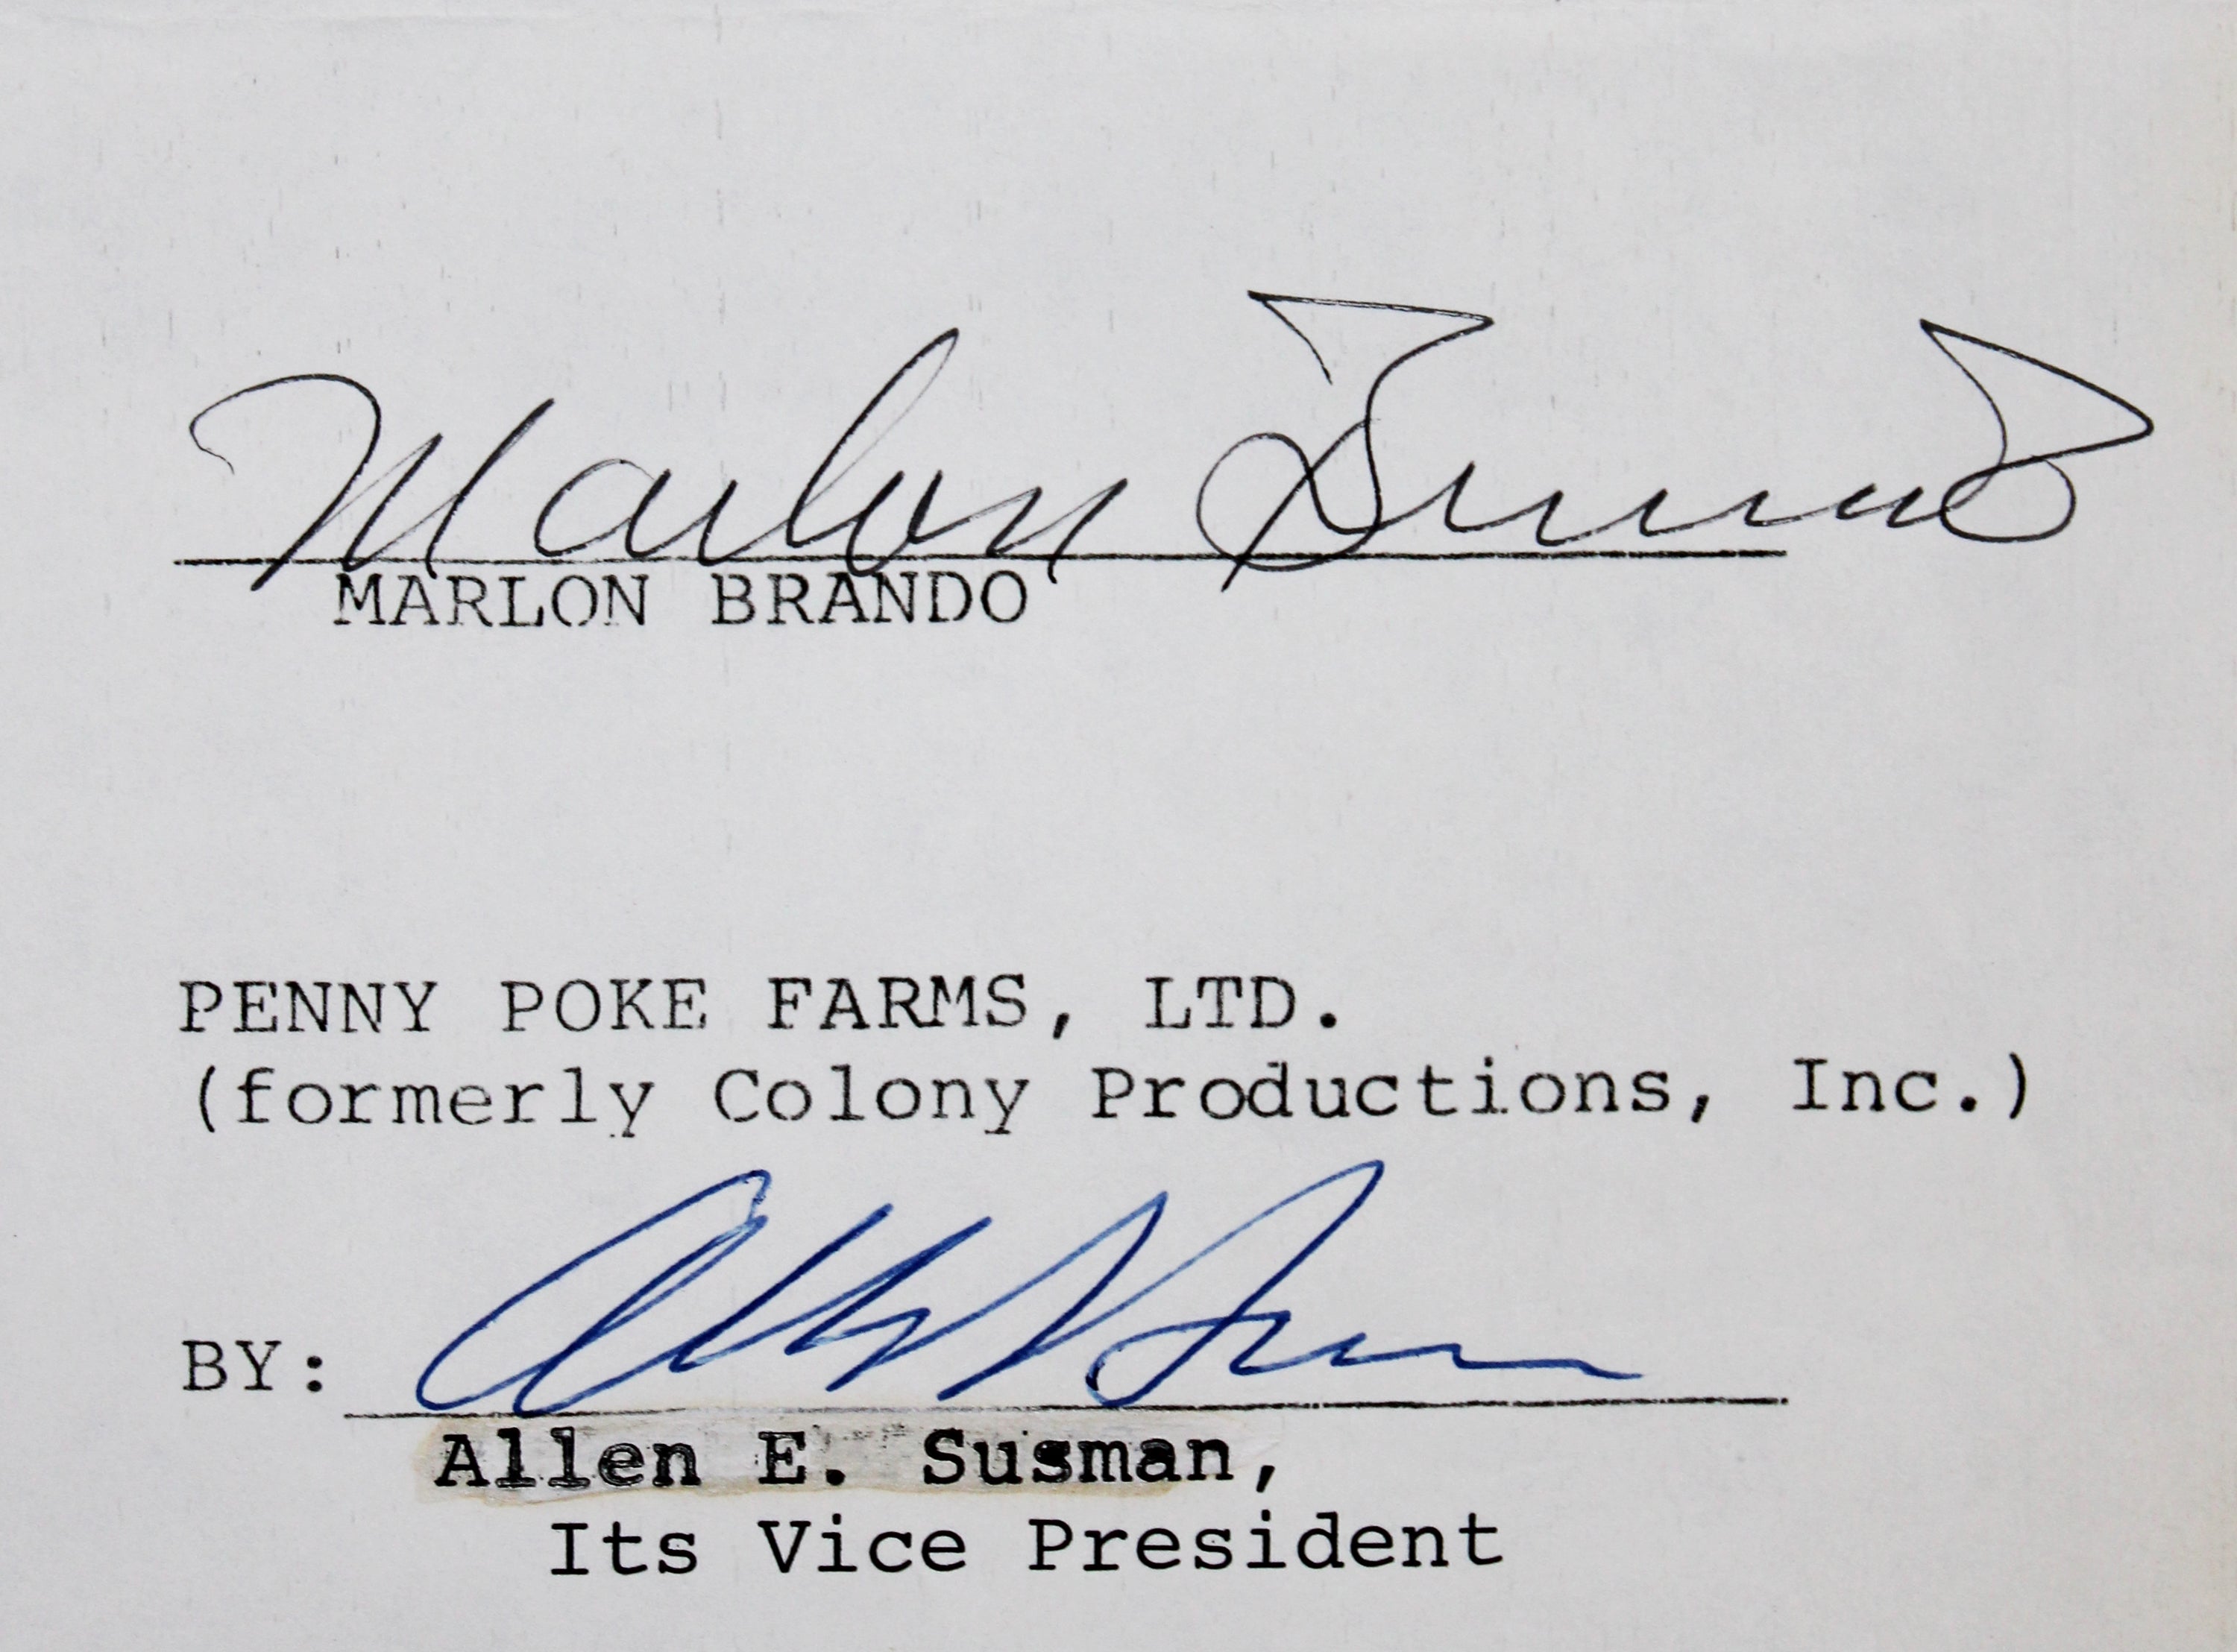 Marlon Brando
MARLON BRANDO
PENNY POKE FARMS, LTD.
(formerly Colony Productions, Inc.)
BY:
Allen E. Susman,
Its Vice President